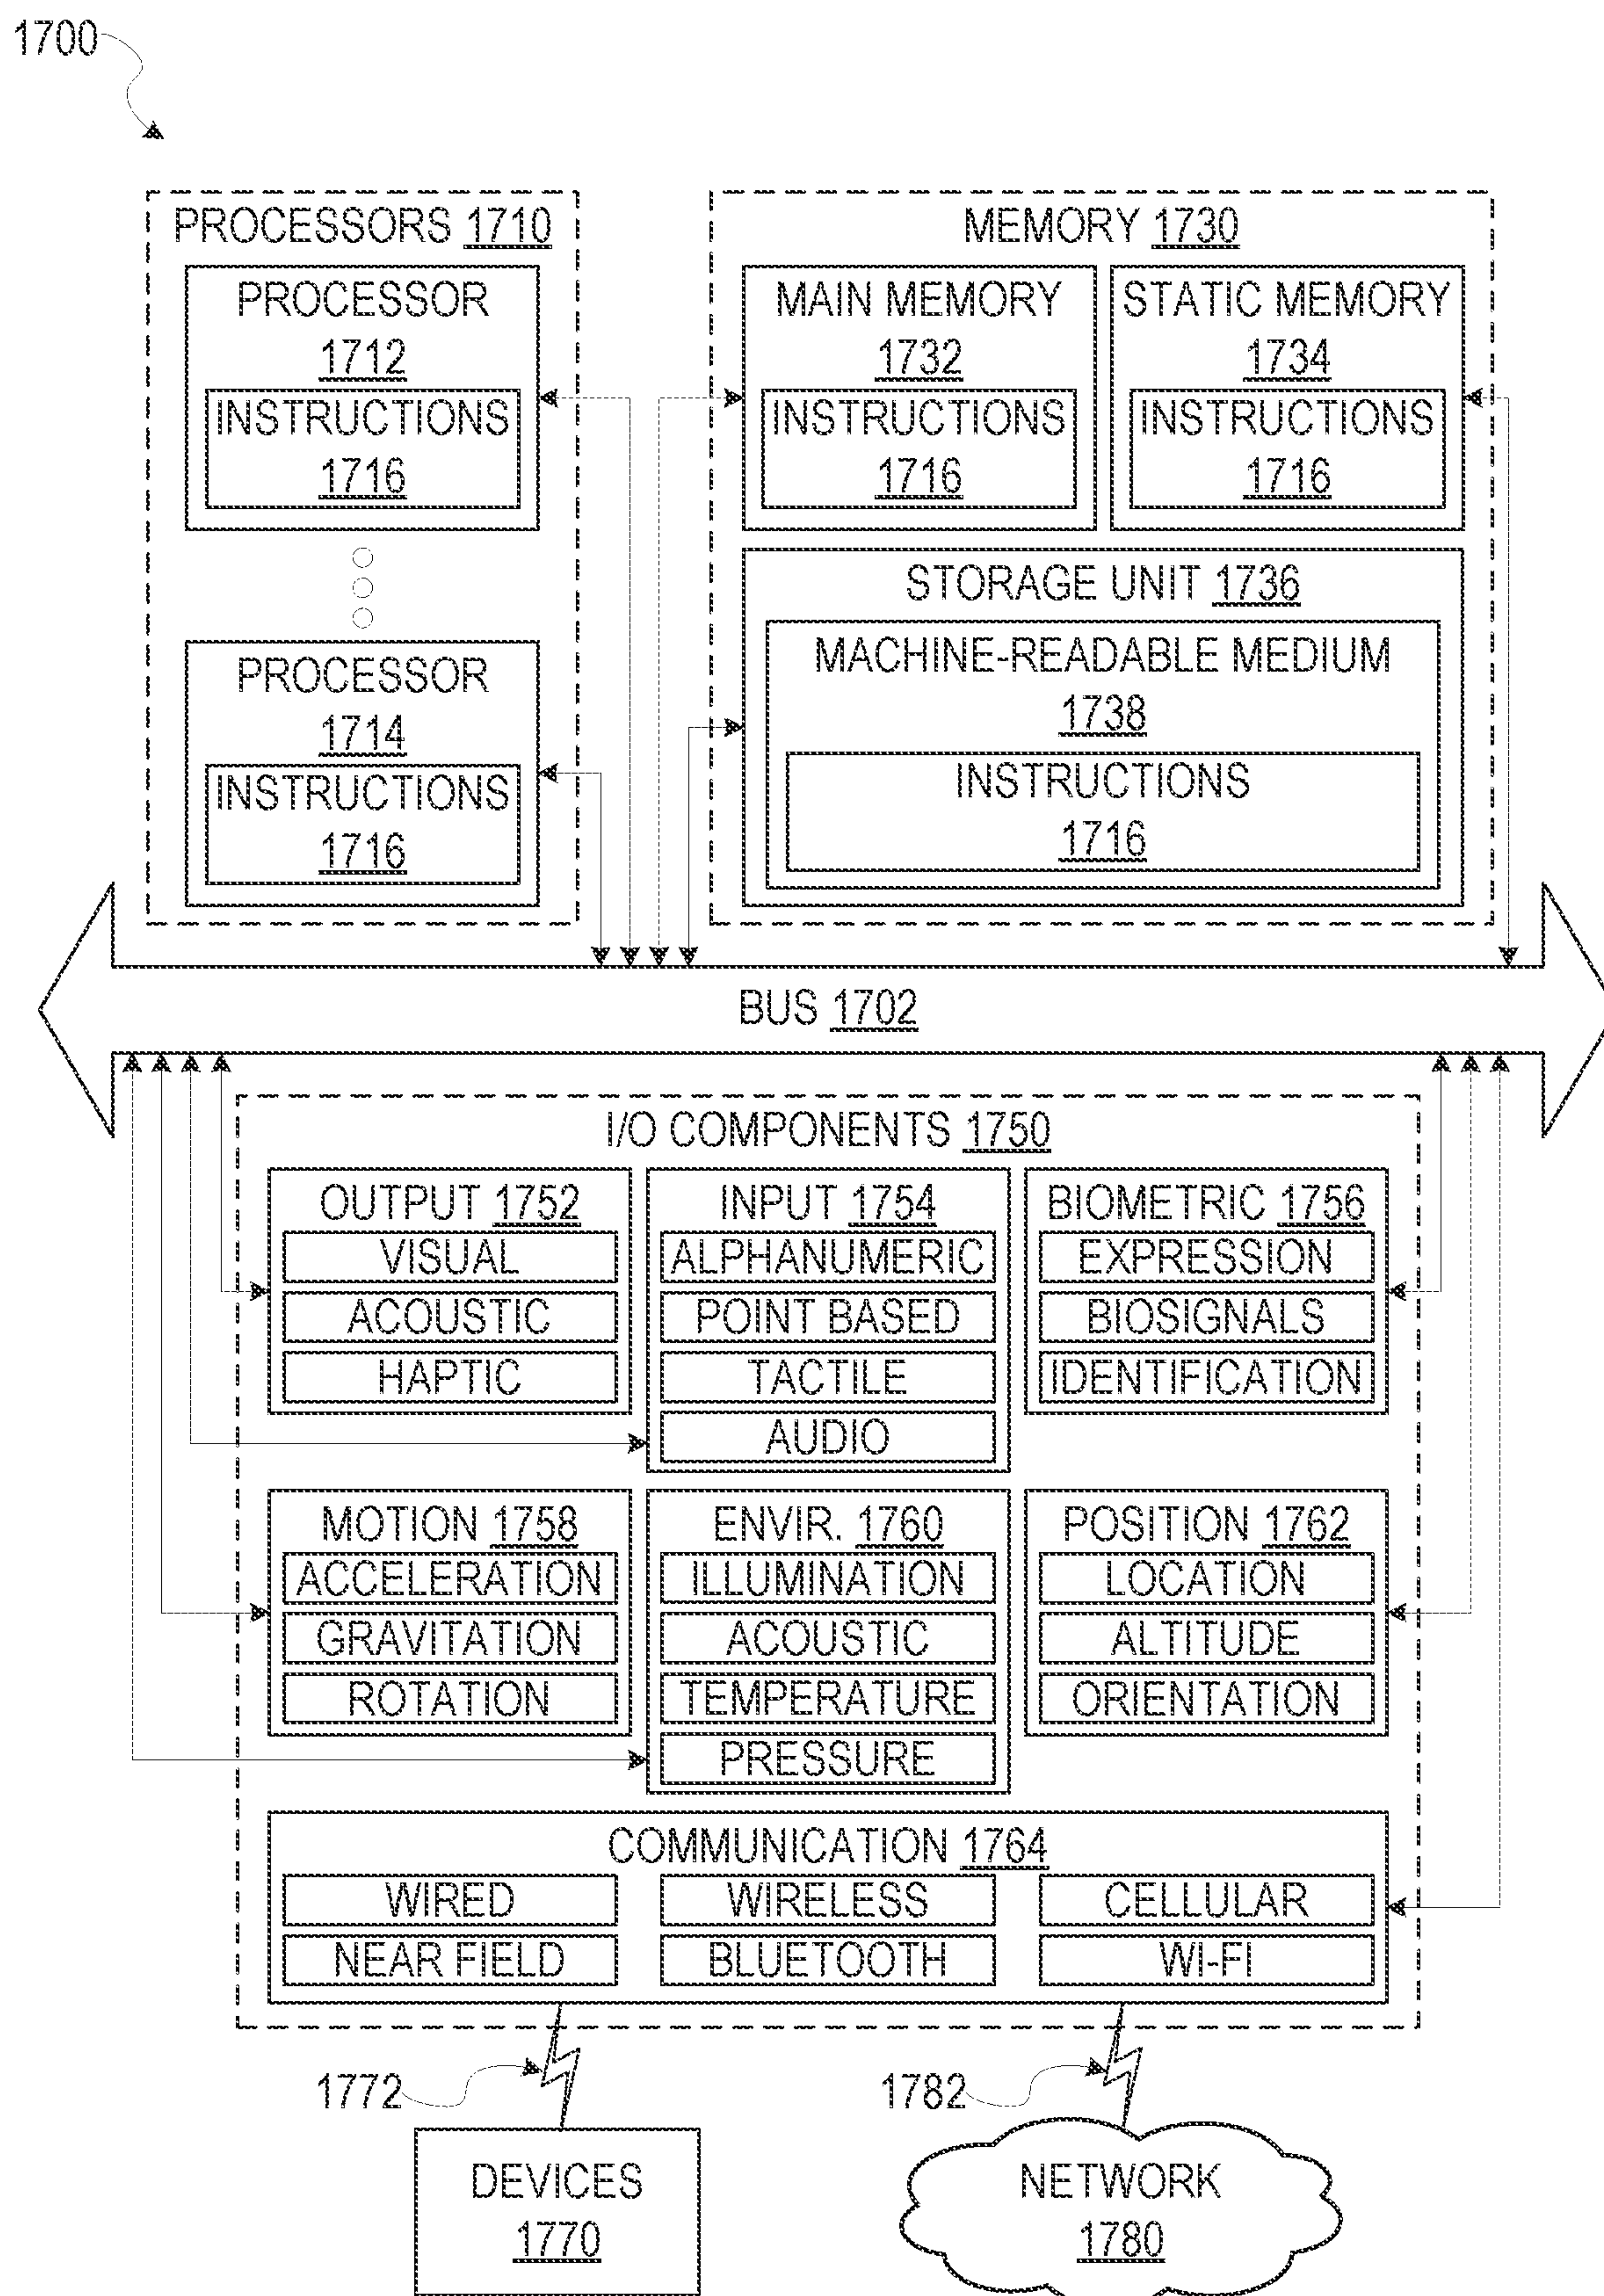 1700
PROCESSORS 1710
PROCESSOR
1712
INSTRUCTIONS
1716
PROCESSOR
1714
INSTRUCTIONS
1716
MEMORY 1730
MAIN MEMORY
1732
INSTRUCTIONS
1716
STATIC MEMORY
1734
INSTRUCTIONS
1716
STORAGE UNIT 1736
MACHINE-READABLE MEDIUM
1738
INSTRUCTIONS
1716
BUS 1702
I/O COMPONENTS 1750
OUTPUT 1752
VISUAL
ACOUSTIC
HAPTIC
INPUT 1754
ALPHANUMERIC
POINT BASED
TACTILE
AUDIO
BIOMETRIC 1756
EXPRESSION
BIOSIGNALS
IDENTIFICATION
MOTION 1758
ACCELERATION
GRAVITATION
ROTATION
ENVIR. 1760
ILLUMINATION
ACOUSTIC
TEMPERATURE
PRESSURE
POSITION 1762
LOCATION
ALTITUDE
ORIENTATION
COMMUNICATION 1764
WIRED
WIRELESS
CELLULAR
NEAR FIELD
BLUETOOTH
WI-FI
1772
1782
DEVICES
1770
NETWORK
1780